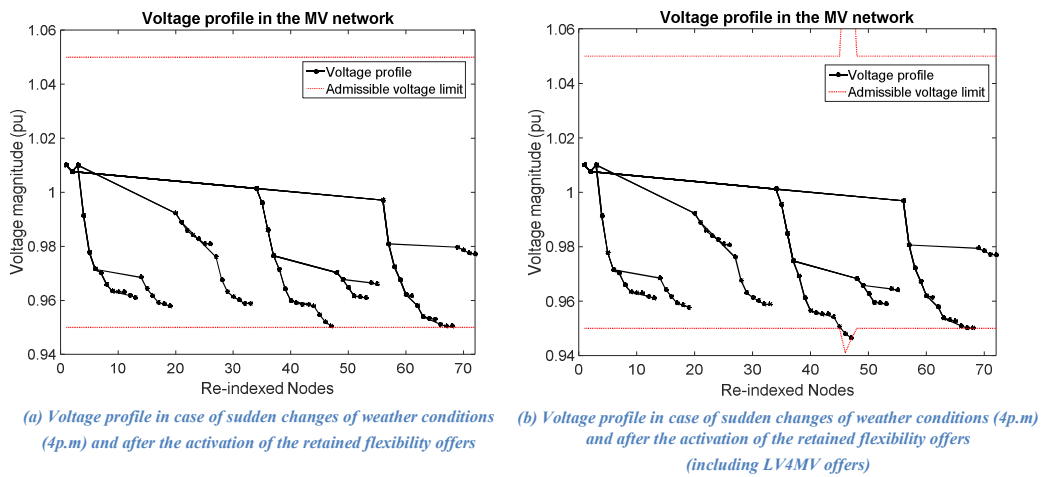 Voltage profile in the MV network
1.06
1.04
1.02
1
0.98
0.96
0.94
Voltage magnitude (pu)
Voltage profile
Admissible voltage limit
0 10 20 30 40 50 60 70
Re-indexed Nodes
(a) Voltage profile in case of sudden changes of weather conditions
(4p.m) and after the activation of the retained flexibility offers
Voltage profile in the MV network
1.06
1.04
1.02
1
0.98
0.96
0.94
Voltage magnitude (pu)
Voltage profile
Admissible voltage limit
0 10 20 30 40 50 60 70
Re-indexed Nodes
(b) Voltage profile in case of sudden changes of weather conditions (4p.m)
and after the activation of the retained flexibility offers
(including LV4MV offers)